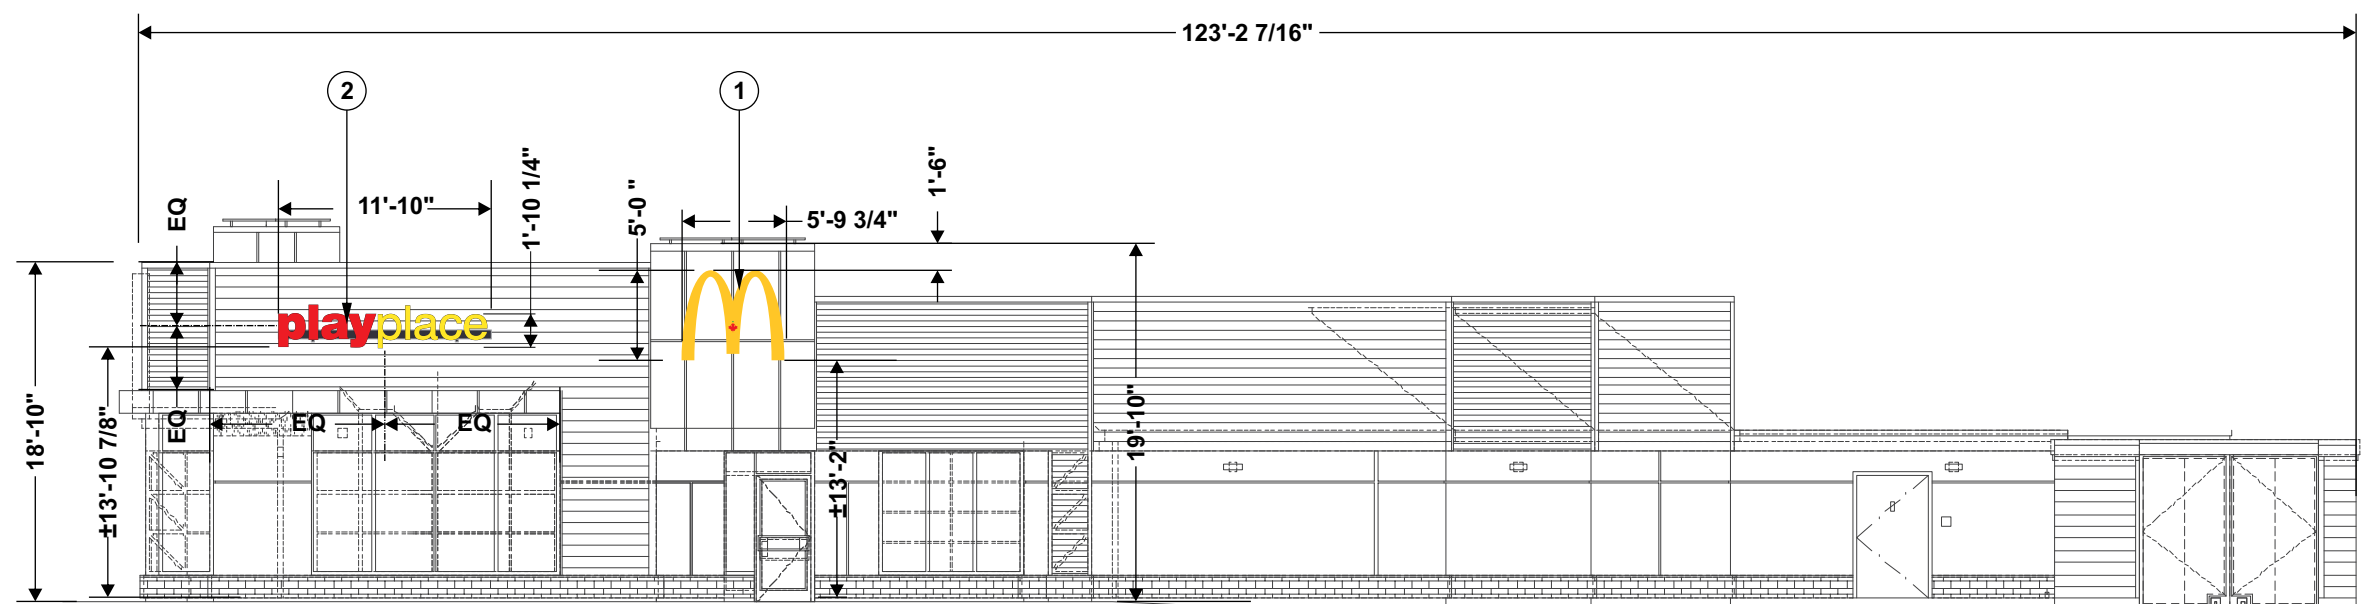 123'-2 7/16"
2
1
11'-10"
1'-10 1/4"
5'-0 "
5'-9 3/4"
1'-6"
EQ
playplace
18'-10"
±13'-10 7/8"
EQ
EQ
EQ
±13'-2"
19'-10"